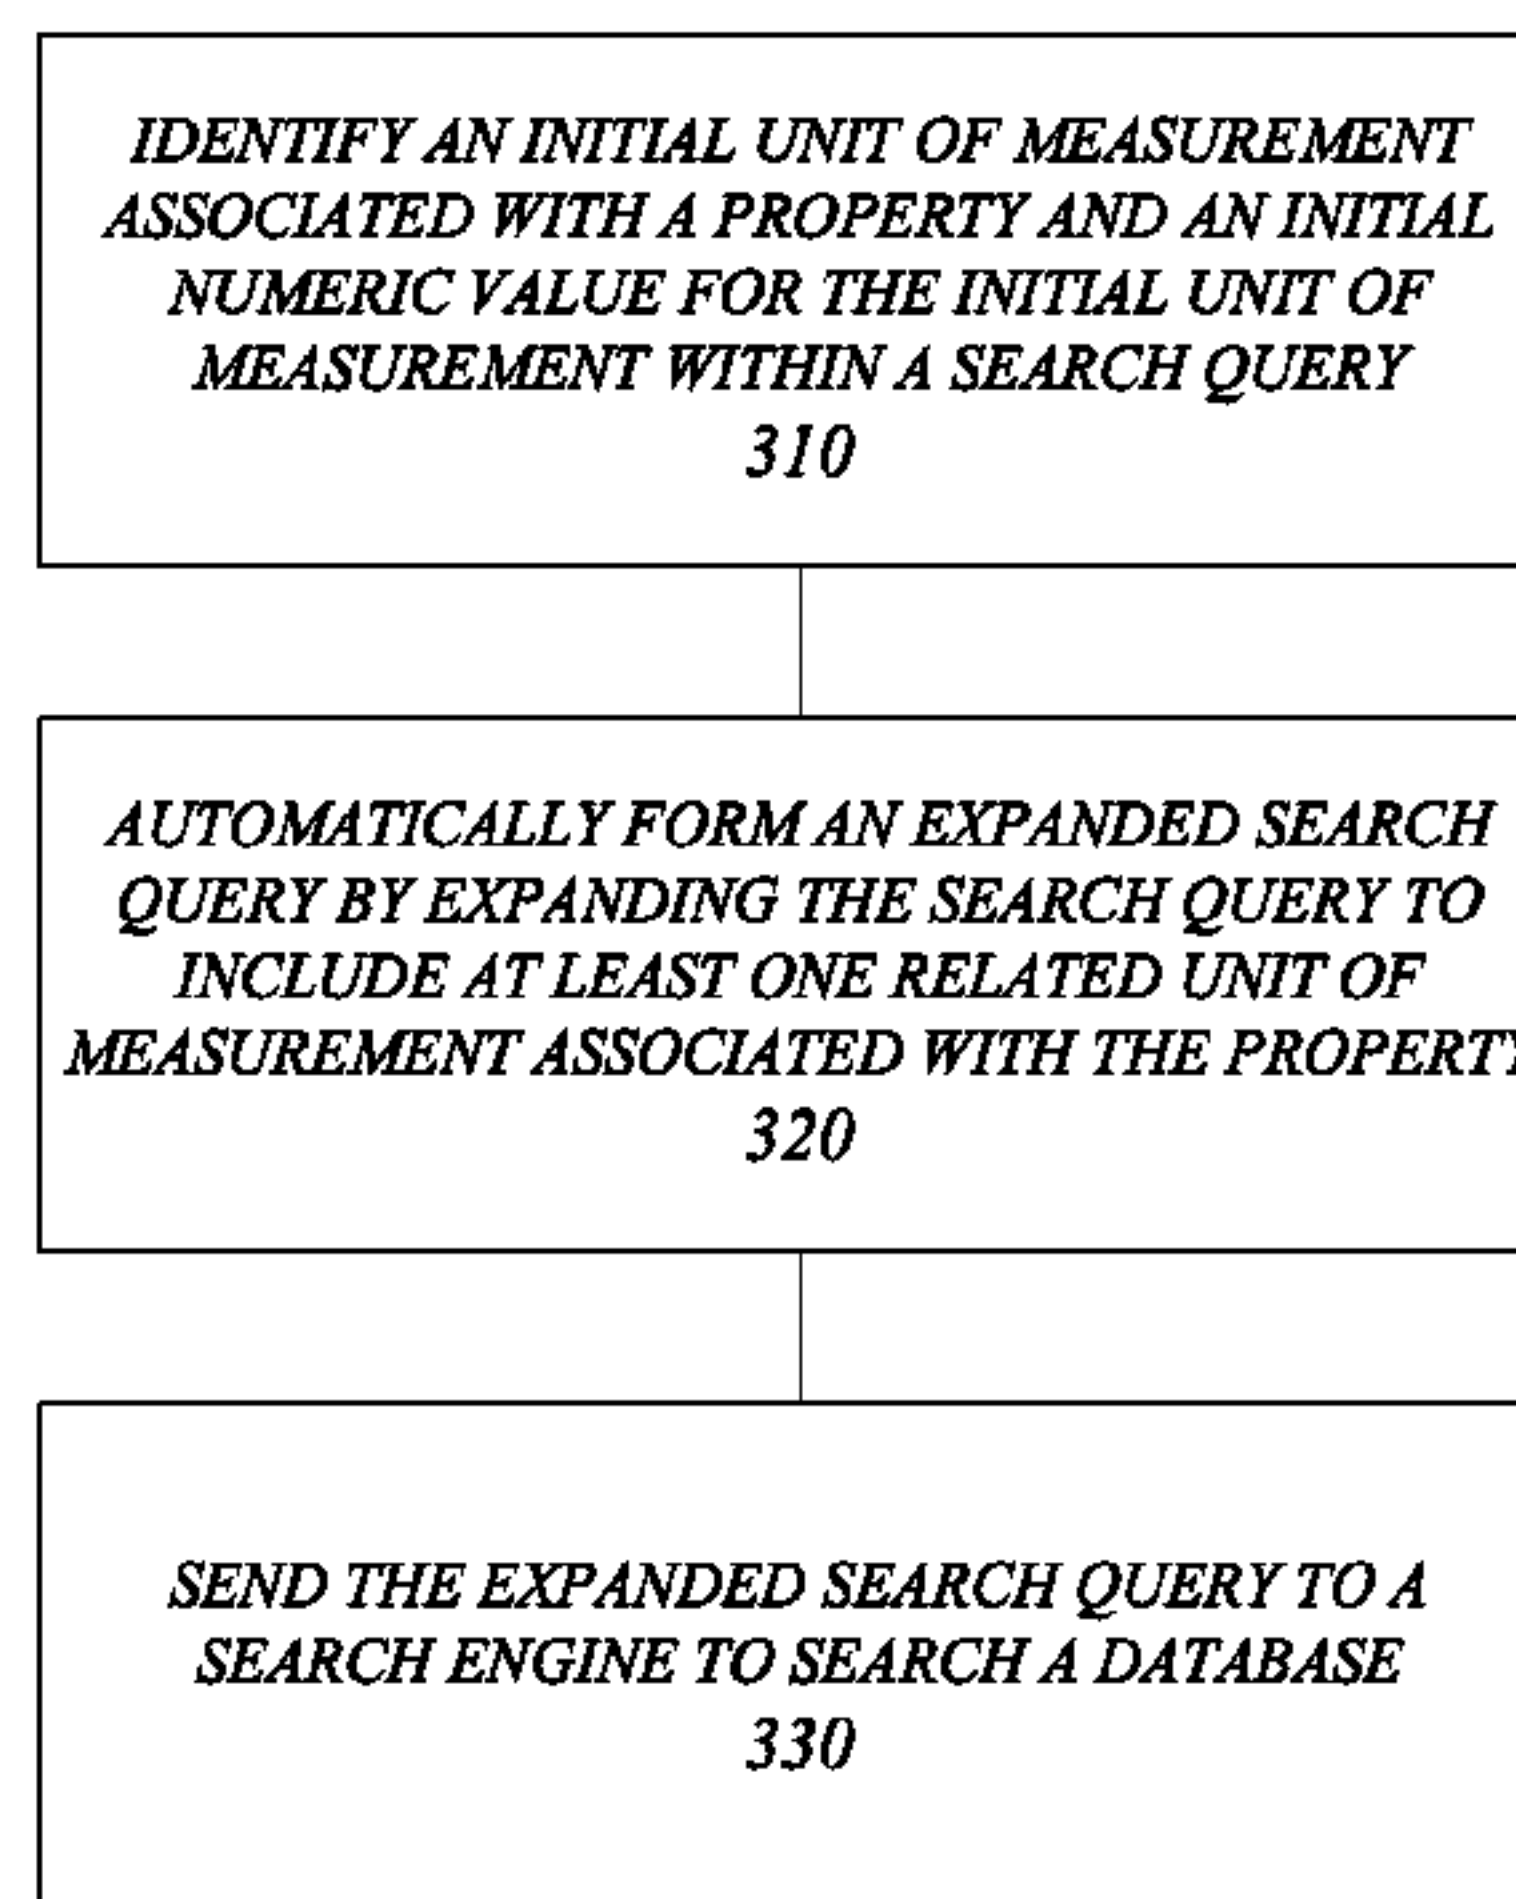 IDENTIFY AN INITIAL UNIT OF MEASUREMENT
ASSOCIATED WITH A PROPERTY AND AN INITIAL
NUMERIC VALUE FOR THE INITIAL UNIT OF
MEASUREMENT WITHIN A SEARCH QUERY
310
AUTOMATICALLY FORM AN EXPANDED SEARCH
QUERY BY EXPANDING THE SEARCH QUERY TO
INCLUDE AT LEAST ONE RELATED UNIT OF
MEASUREMENT ASSOCIATED WITH THE PROPERTY
320
SEND THE EXPANDED SEARCH QUERY TO A
SEARCH ENGINE TO SEARCH A DATABASE
330